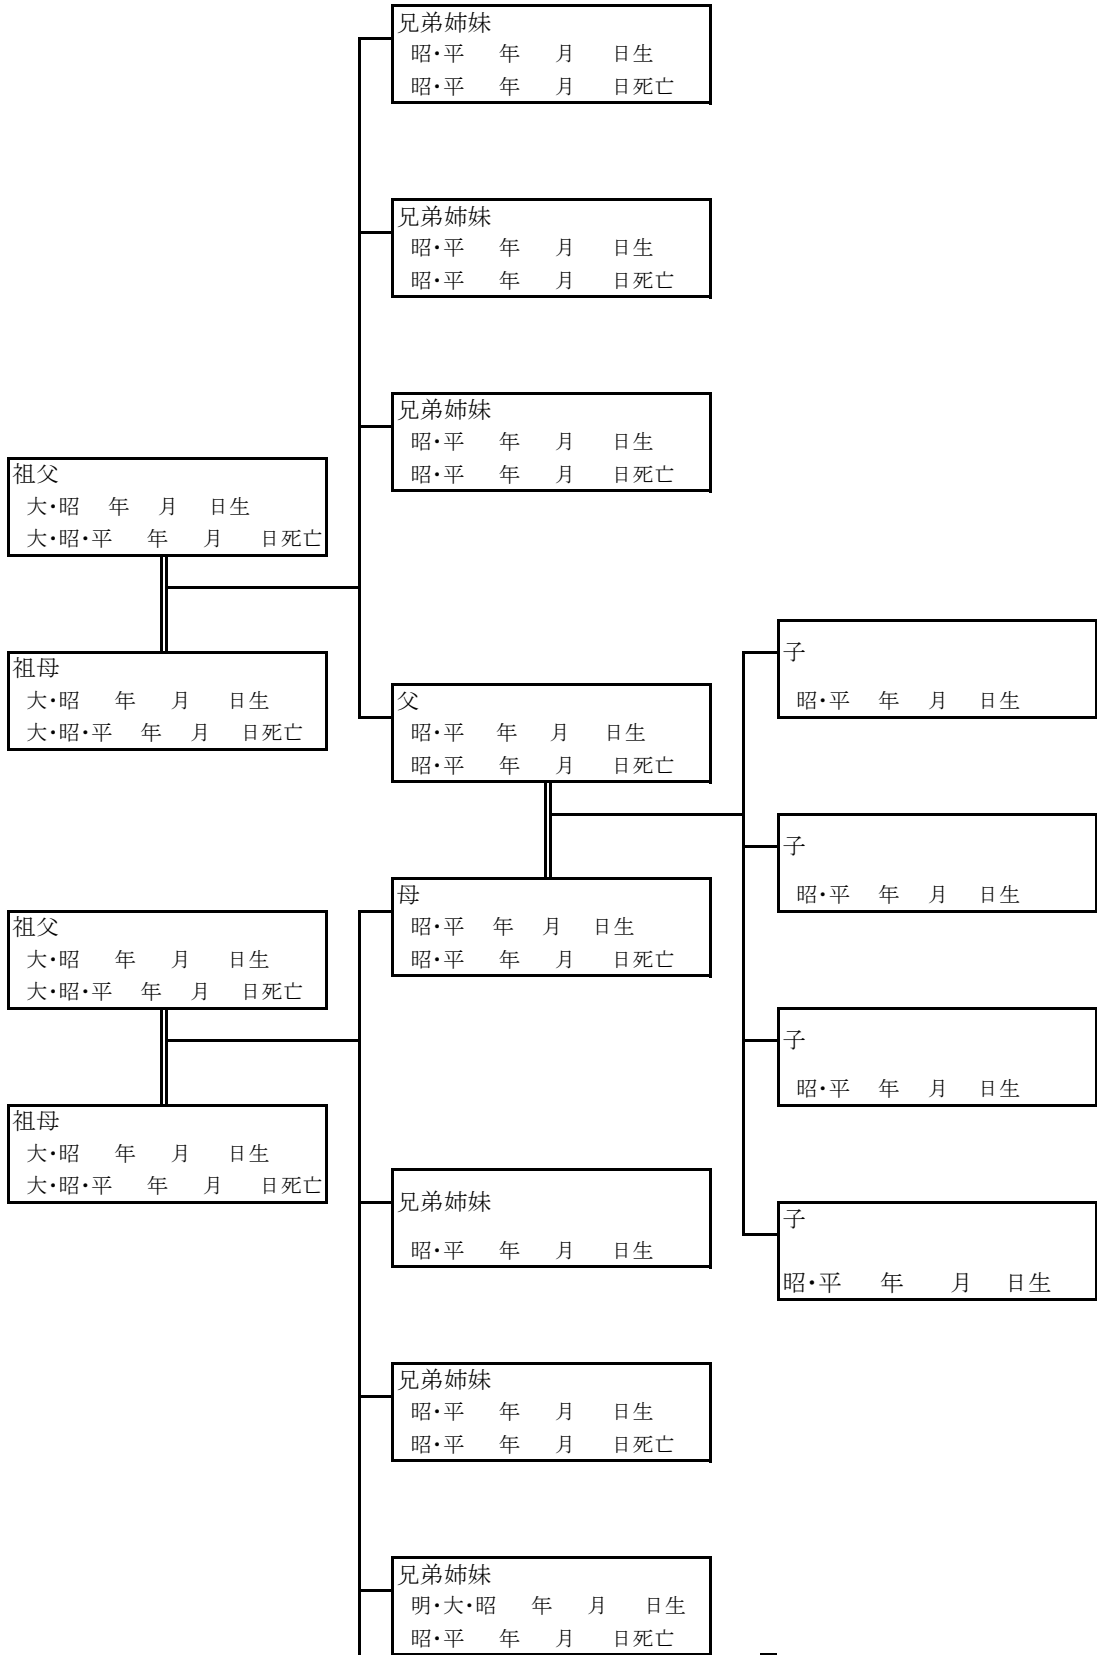 兄弟姉妹
昭・平 年 月 日生
昭・平 年 月 日死亡
兄弟姉妹
昭・平 年 月 日生
昭・平 年 月 日死亡
兄弟姉妹
昭・平 年 月 日生
昭・平 年 月 日死亡
祖父
大・昭 年 月 日生
大・昭・平 年 月 日死亡
祖母
大・昭 年 月 日生
大・昭・平 年 月 日死亡
父
昭・平 年 月 日生
昭・平 年 月 日死亡
母
昭・平 年 月 日生
昭・平 年 月 日死亡
子
昭・平 年 月 日生
子
昭・平 年 月 日生
子
昭・平 年 月 日生
子
昭・平 年 月 日生
祖父
大・昭 年 月 日生
大・昭・平 年 月 日死亡
祖母
大・昭 年 月 日生
大・昭・平 年 月 日死亡
兄弟姉妹
昭・平 年 月 日生
兄弟姉妹
昭・平 年 月 日生
昭・平 年 月 日死亡
兄弟姉妹
明・大・昭 年 月 日生
昭・平 年 月 日死亡